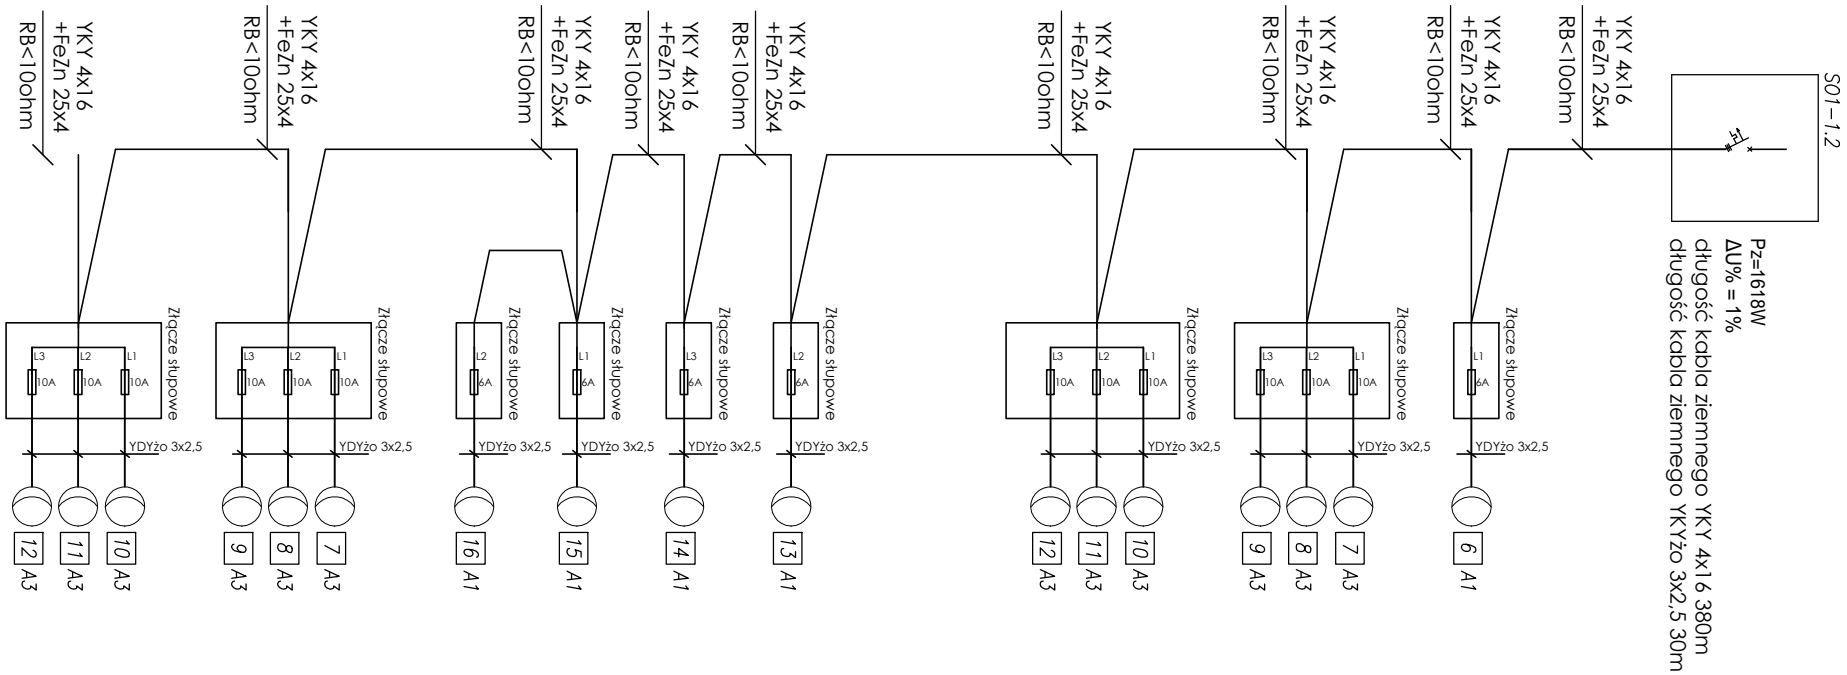 S01-1.2
Pz=1618W
ΔU% = 1%
długość kabla ziemnego YKY 4x16 380m
długość kabla ziemnego YKYżo 3x2,5 30m
YKY 4x16
+FeZn 25x4
RB<10ohm
YKY 4x16
+FeZn 25x4
RB<10ohm
YKY 4x16
+FeZn 25x4
RB<10ohm
YKY 4x16
+FeZn 25x4
RB<10ohm
YKY 4x16
+FeZn 25x4
RB<10ohm
YKY 4x16
+FeZn 25x4
RB<10ohm
YKY 4x16
+FeZn 25x4
RB<10ohm
YKY 4x16
+FeZn 25x4
RB<10ohm
YKY 4x16
+FeZn 25x4
RB<10ohm
Złącze słupowe
L3 L2 L1
10A 10A 10A
YDYżo 3x2,5
12 A3
11 A3
10 A3
Złącze słupowe
L3 L2 L1
10A 10A 10A
YDYżo 3x2,5
9 A3
8 A3
7 A3
Złącze słupowe
L2
6A
YDYżo 3x2,5
16 A1
Złącze słupowe
L1
6A
YDYżo 3x2,5
15 A1
Złącze słupowe
L3
6A
YDYżo 3x2,5
14 A1
Złącze słupowe
L2
6A
YDYżo 3x2,5
13 A1
Złącze słupowe
L3 L2 L1
10A 10A 10A
YDYżo 3x2,5
12 A3
11 A3
10 A3
Złącze słupowe
L3 L2 L1
10A 10A 10A
YDYżo 3x2,5
9 A3
8 A3
7 A3
Złącze słupowe
L1
6A
YDYżo 3x2,5
6 A1